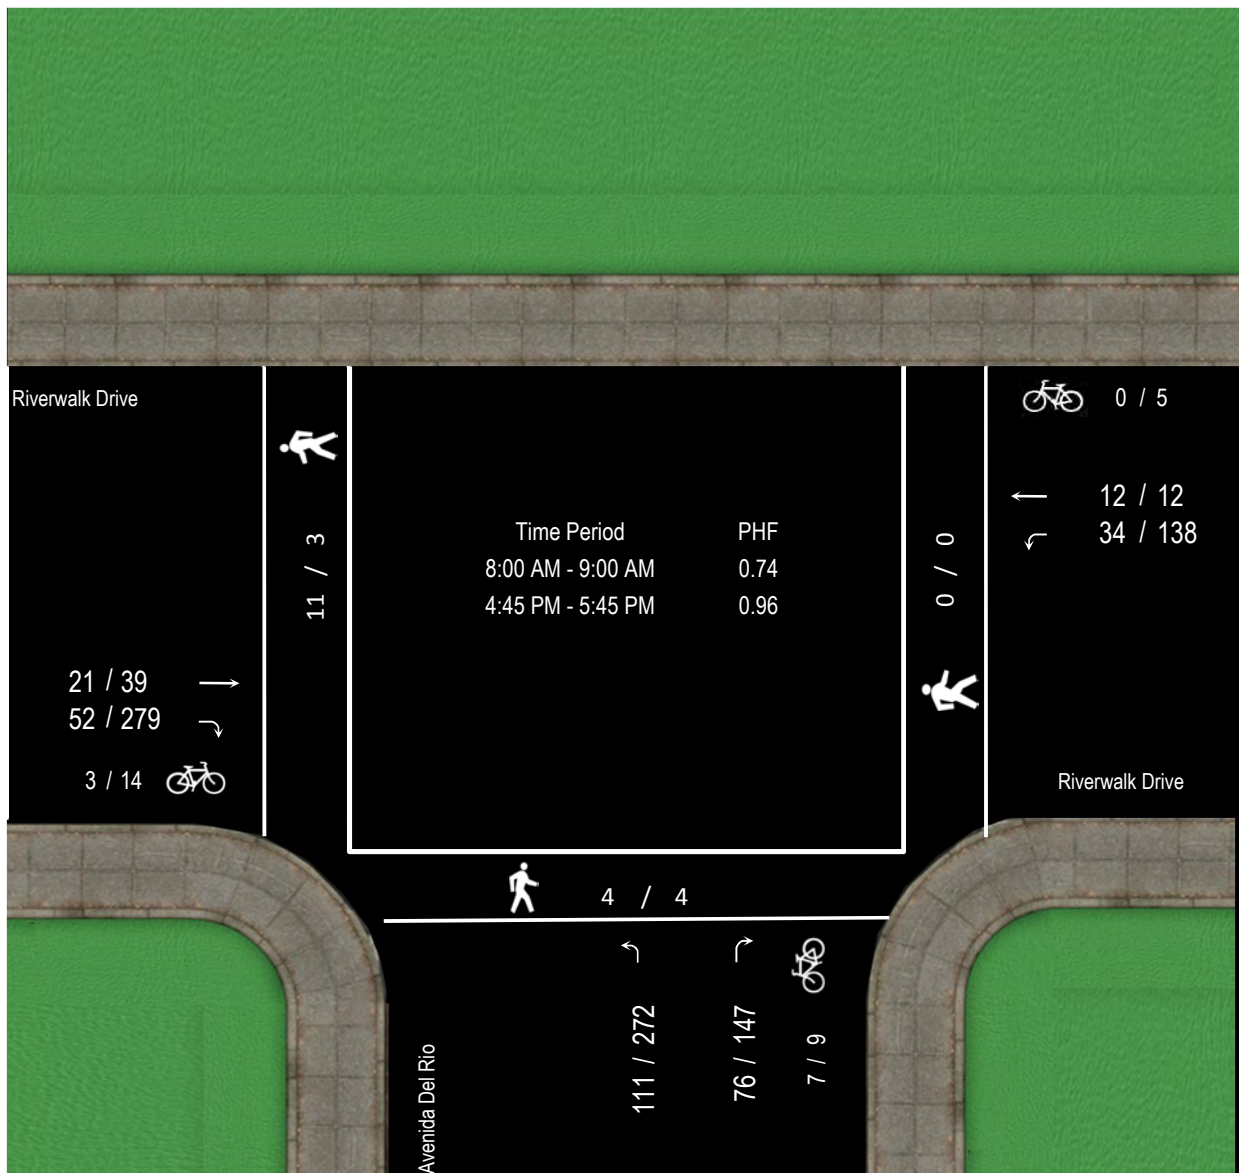 Riverwalk Drive
0 / 5
12 / 12
34 / 138
Time Period PHF
8:00 AM - 9:00 AM 0.74
4:45 PM - 5:45 PM 0.96
11 / 3
0 / 0
21 / 39
52 / 279
3 / 14
Riverwalk Drive
4 / 4
111 / 272
76 / 147
7 / 9
Avenida Del Rio